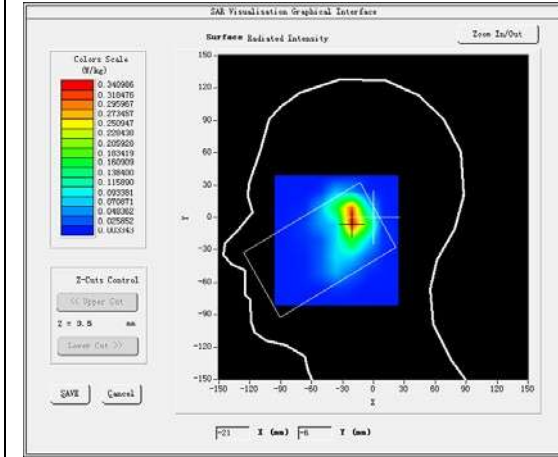 SAR Visualisation Graphical Interface
Surface Radiated Intensity
Zoom In/Out
Colors Scale
(W/kg)
0.340986
0.318476
0.295967
0.273457
0.250947
0.228438
0.205928
0.183419
0.160909
0.138400
0.115890
0.093381
0.070871
0.048362
0.025852
0.003343
150
120
90
60
30
0
-30
-60
-90
-120
-150
Y
-150 -120 -90 -60 -30 0 30 60 90 120 150
X
Z-Cuts Control
<< Upper Cut
Z = 3.5 mm
Lower Cut >>
SAVE Cancel
-21 X (mm) -6 Y (mm)